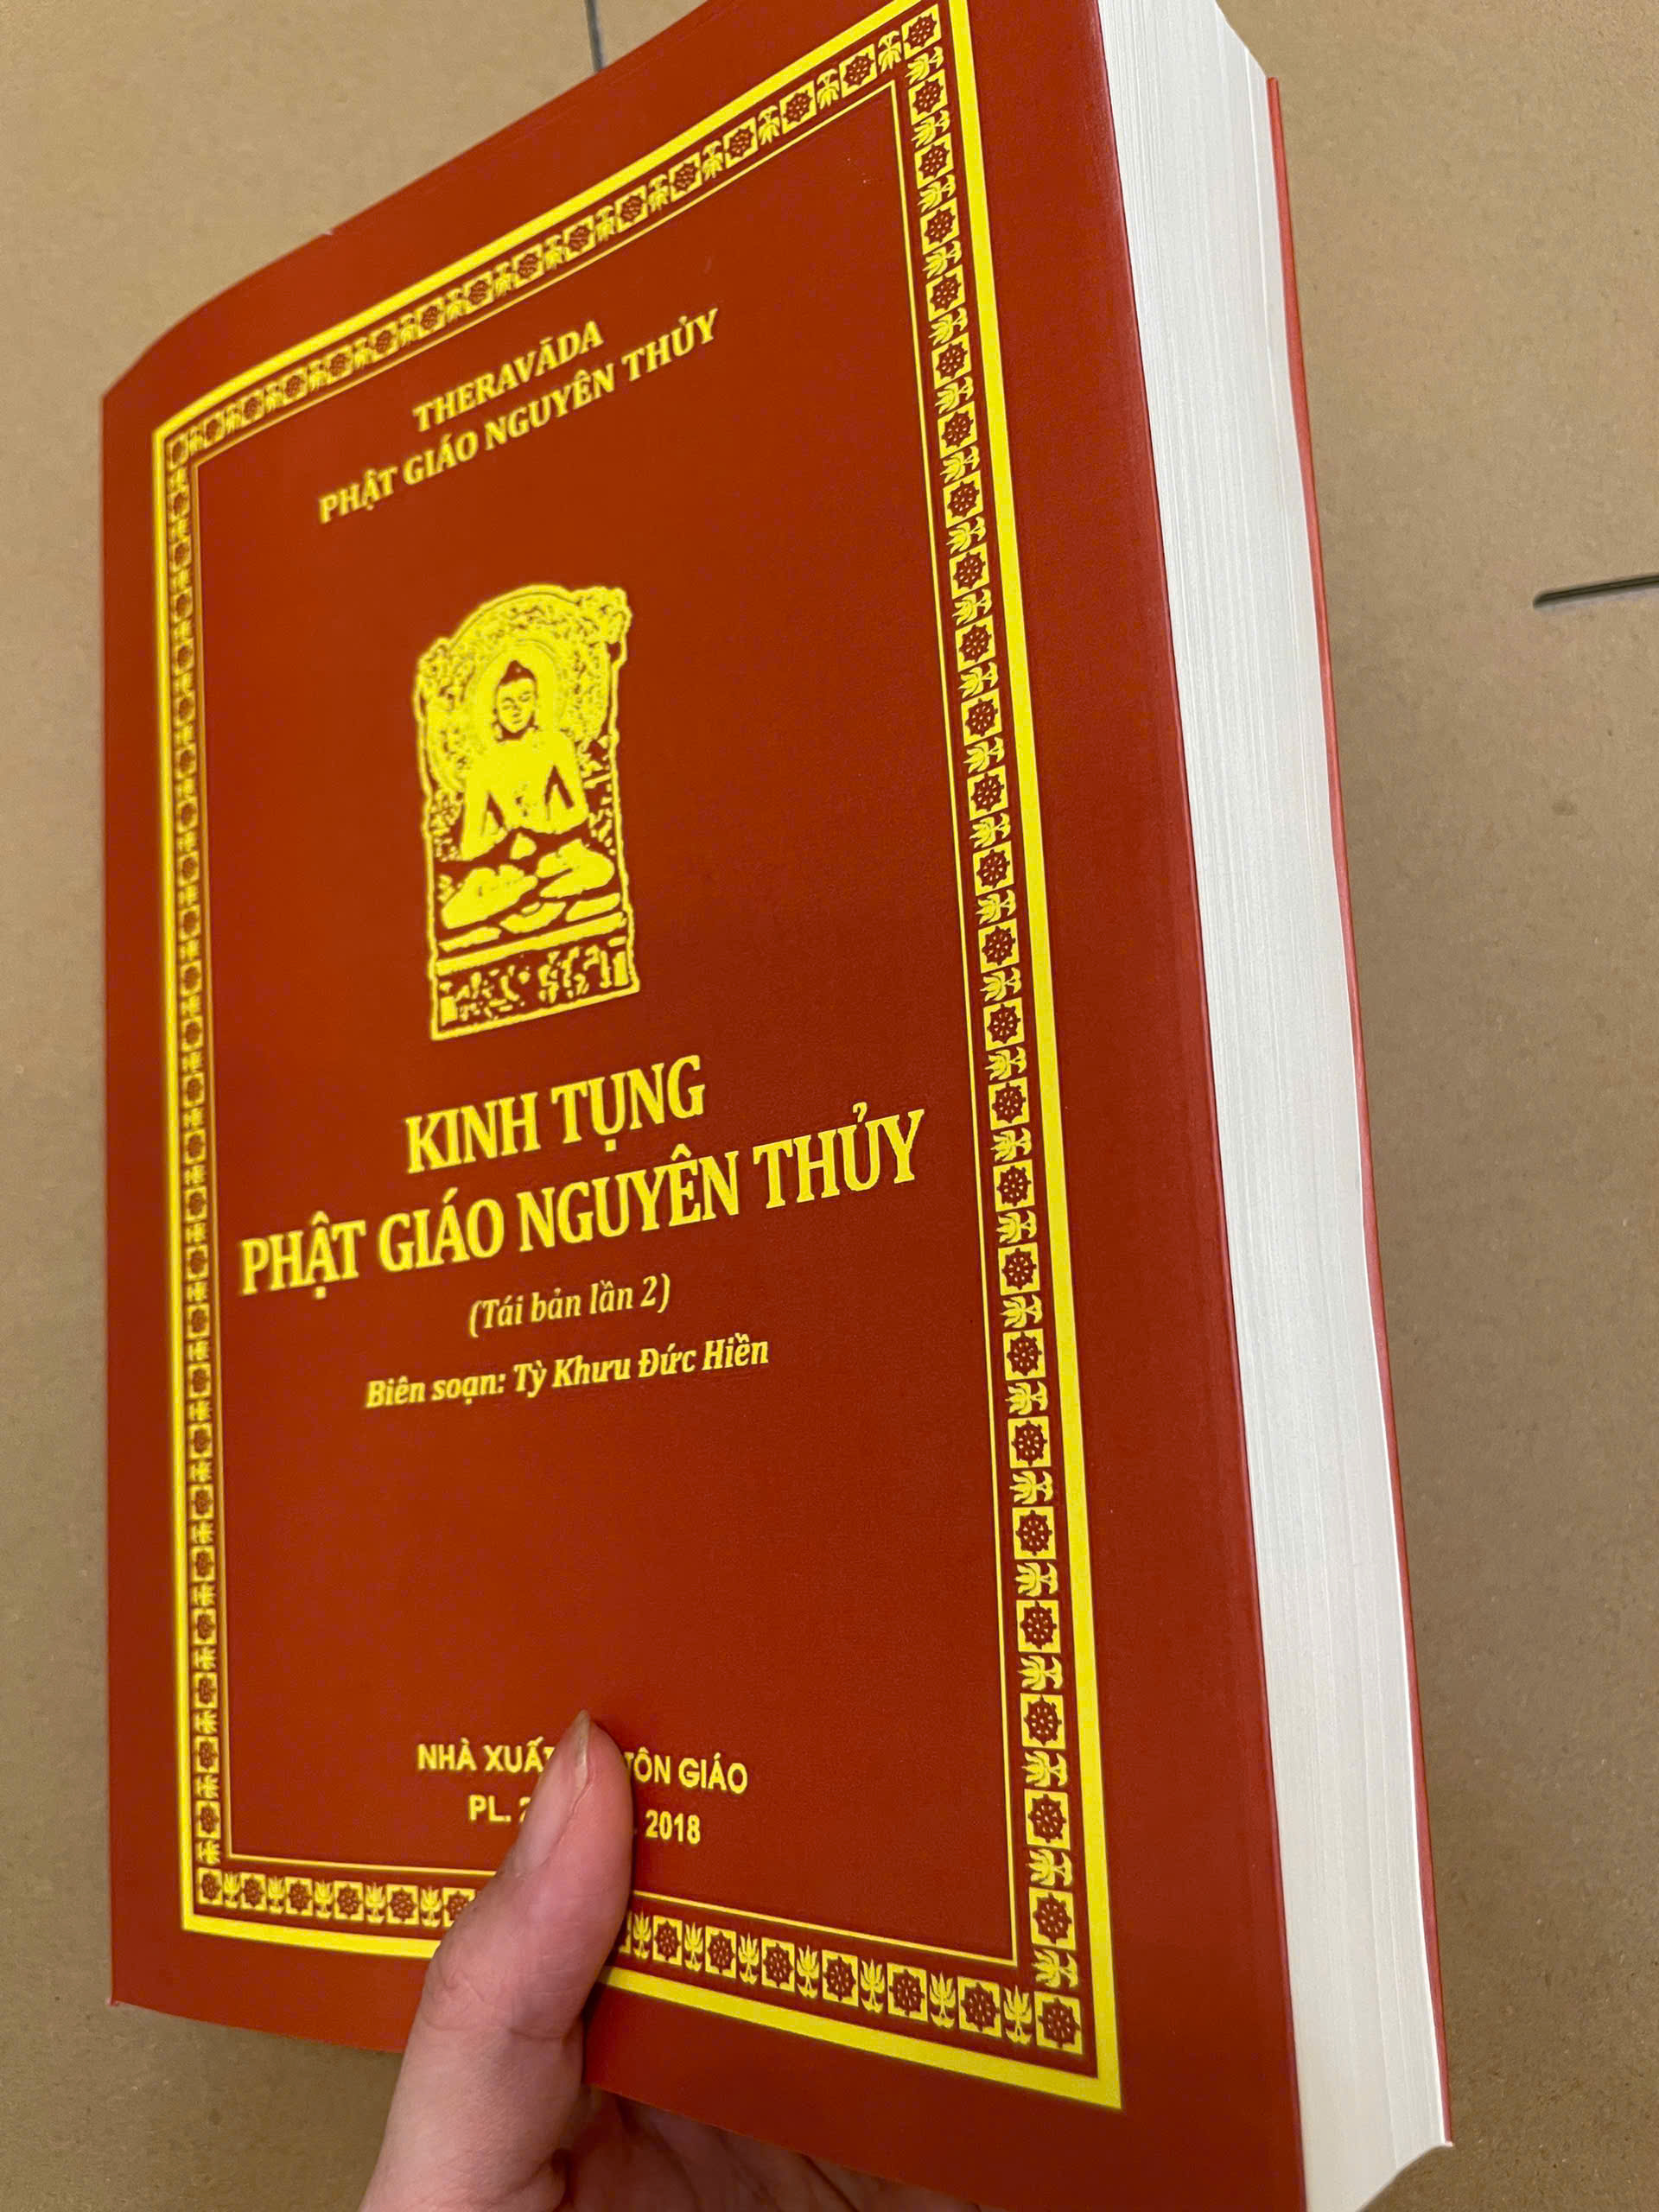 THERAVĀDA
PHẬT GIÁO NGUYÊN THỦY
KINH TỤNG
PHẬT GIÁO NGUYÊN THỦY
(Tái bản lần 2)
Biên soạn: Tỳ Khưu Đức Hiền
NHÀ XUẤT TÔN GIÁO
PL. 2018